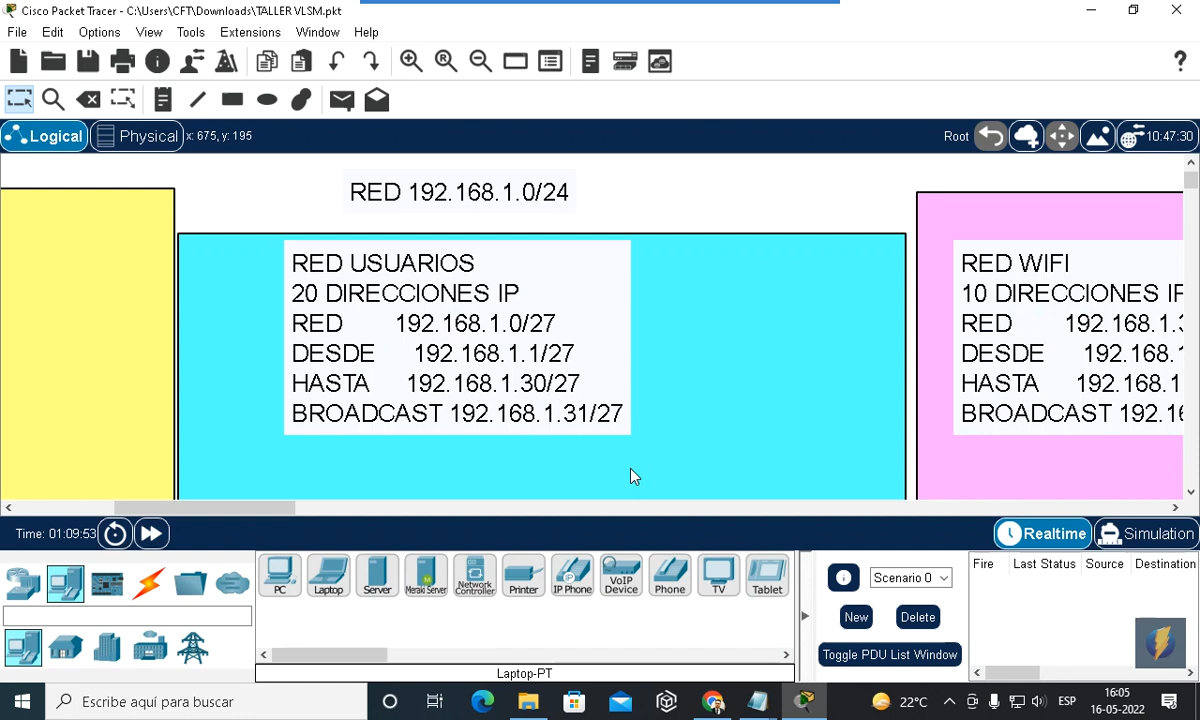 Cisco Packet Tracer - C:\Users\CFT\Downloads\TALLER VLSM.pkt
File Edit Options View Tools Extensions Window Help
Logical Physical x: 675, y: 195 Root 10:47:30
RED 192.168.1.0/24
RED USUARIOS
20 DIRECCIONES IP
RED 192.168.1.0/27
DESDE 192.168.1.1/27
HASTA 192.168.1.30/27
BROADCAST 192.168.1.31/27
RED WIFI
10 DIRECCIONES IP
RED 192.168.1.3
DESDE 192.168.1
HASTA 192.168.1
BROADCAST 192.16
Time: 01:09:53 Realtime Simulation
PC Laptop Server Meraki Server Network Controller Printer IP Phone VoIP Device Phone TV Tablet
Laptop-PT
Scenario 0
New Delete
Toggle PDU List Window
Fire Last Status Source Destination
Escribe aquí para buscar
22°C ESP 16:05
16-05-2022